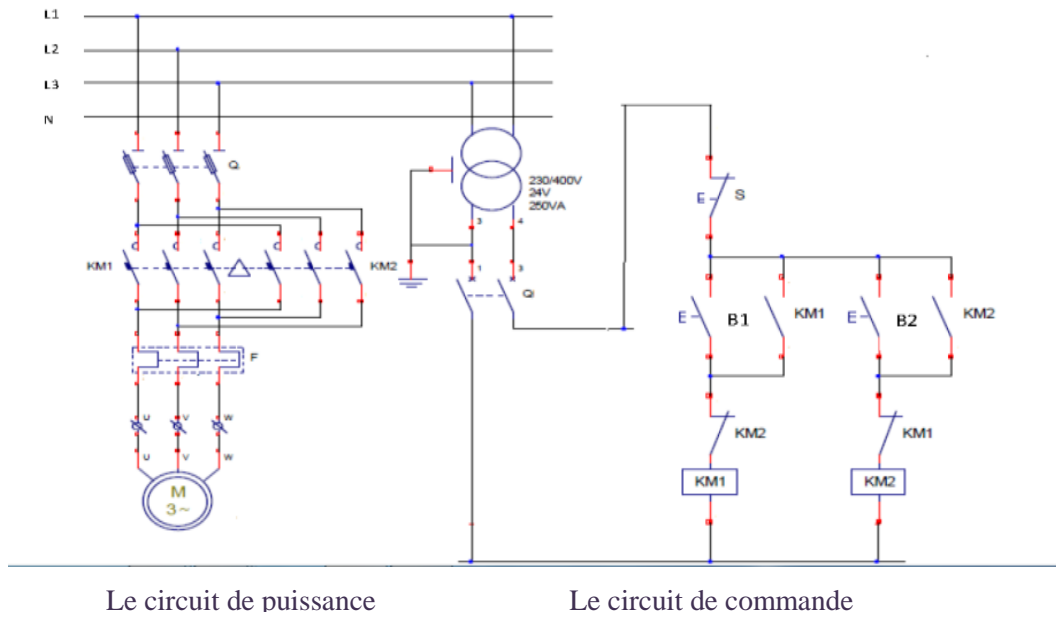 L1
L2
L3
N
Q
230/400V
24V
250VA
3 4
1 3
Q
KM1
KM2
F
U V W
U V W
M
3~
E S
E B1 KM1
E B2 KM2
KM2
KM1
KM1
KM2
Le circuit de puissance
Le circuit de commande